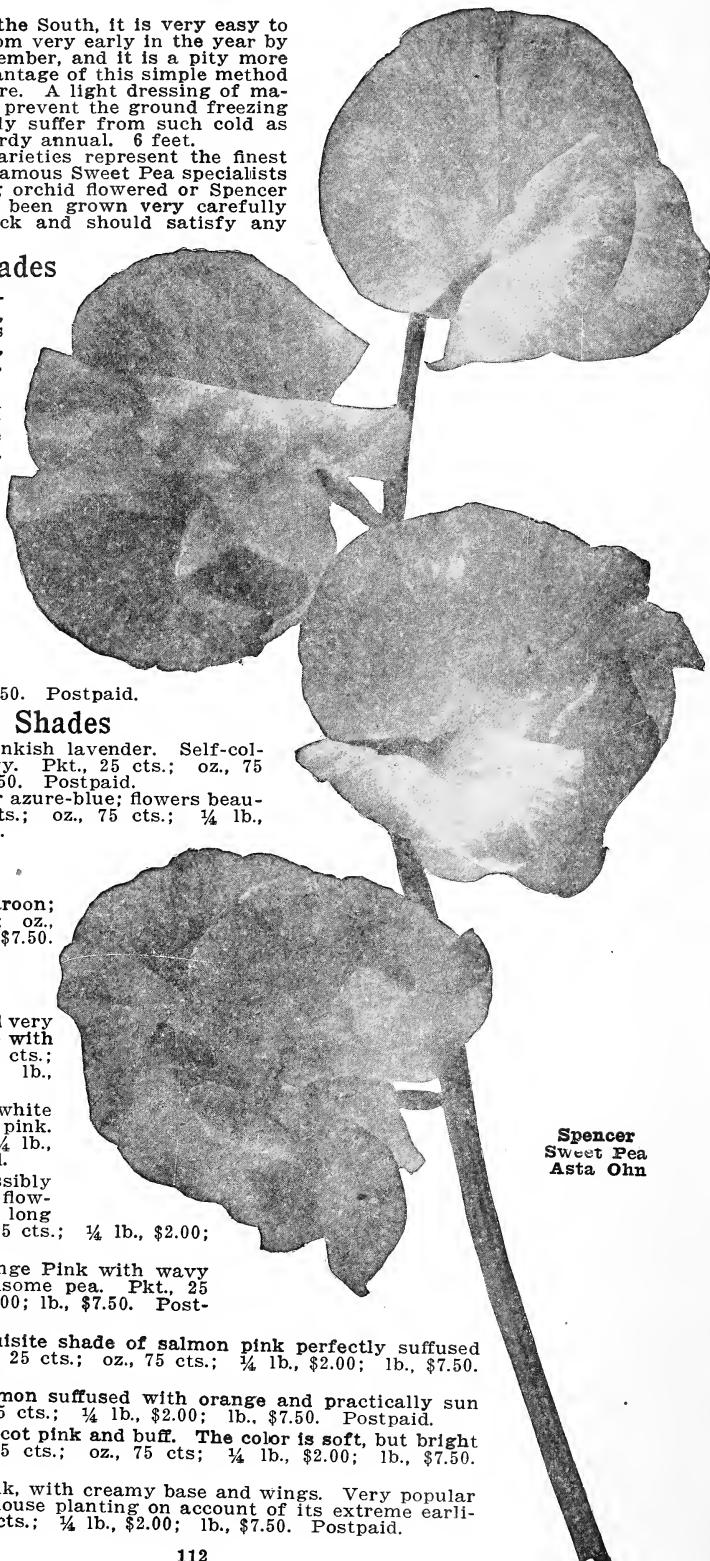 the South, it is very easy to
om very early in the year by
ember, and it is a pity more
antage of this simple method
re. A light dressing of ma-
prevent the ground freezing
ly suffer from such cold as
rdy annual. 6 feet.
arieties represent the finest
amous Sweet Pea specialists
g orchid flowered or Spencer
been grown very carefully
ck and should satisfy any
ades
50. Postpaid.
Shades
nkish lavender. Self-col-
y. Pkt., 25 cts.; oz., 75
50. Postpaid.
r azure-blue; flowers beau-
ts.; oz., 75 cts.; ¼ lb.,
roon;
; oz.,
$7.50.
l very
with
cts.;
lb.,
white
pink.
¼ lb.,
l.
ssibly
flow-
long
5 cts.; ¼ lb., $2.00;
nge Pink with wavy
some pea. Pkt., 25
00; lb., $7.50. Post-
uisite shade of salmon pink perfectly suffused
25 cts.; oz., 75 cts.; ¼ lb., $2.00; lb., $7.50.
mon suffused with orange and practically sun
5 cts.; ¼ lb., $2.00; lb., $7.50. Postpaid.
cot pink and buff. The color is soft, but bright
5 cts.; oz., 75 cts; ¼ lb., $2.00; lb., $7.50.
k, with creamy base and wings. Very popular
ouse planting on account of its extreme earli-
cts.; ¼ lb., $2.00; lb., $7.50. Postpaid.
Spencer
Sweet Pea
Asta Ohn
112